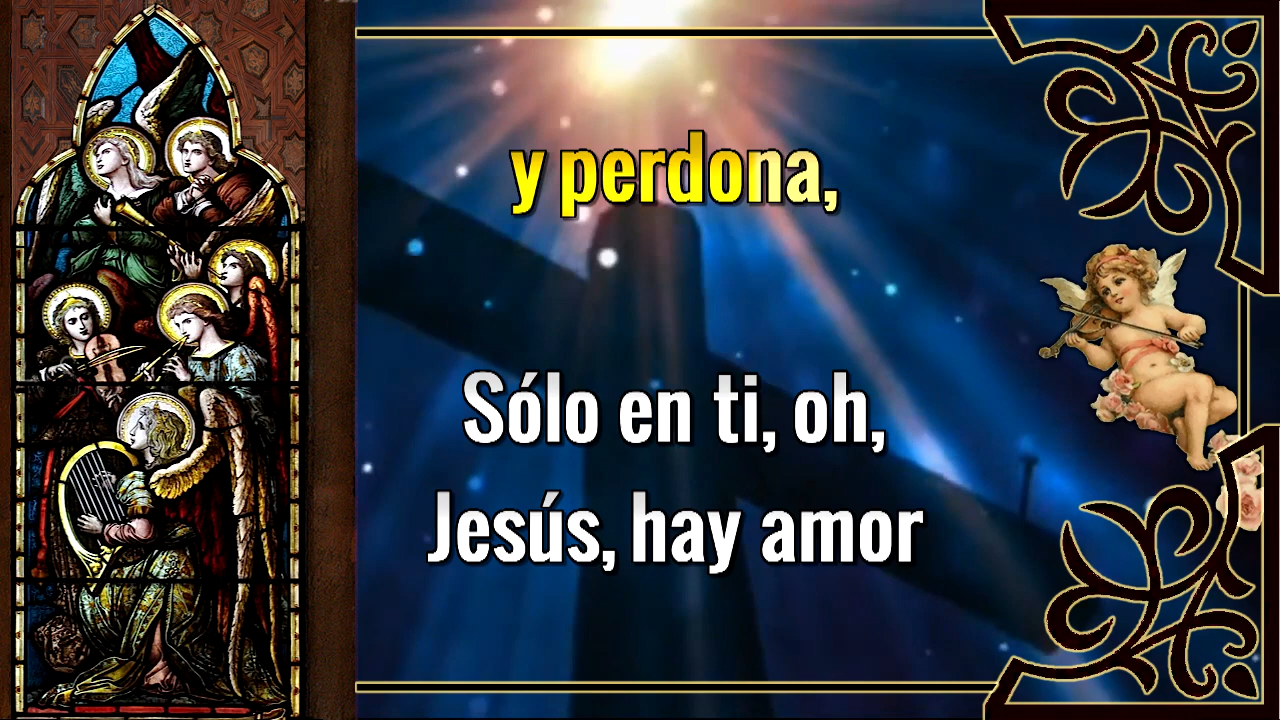 y perdona,
Sólo en ti, oh,
Jesús, hay amor